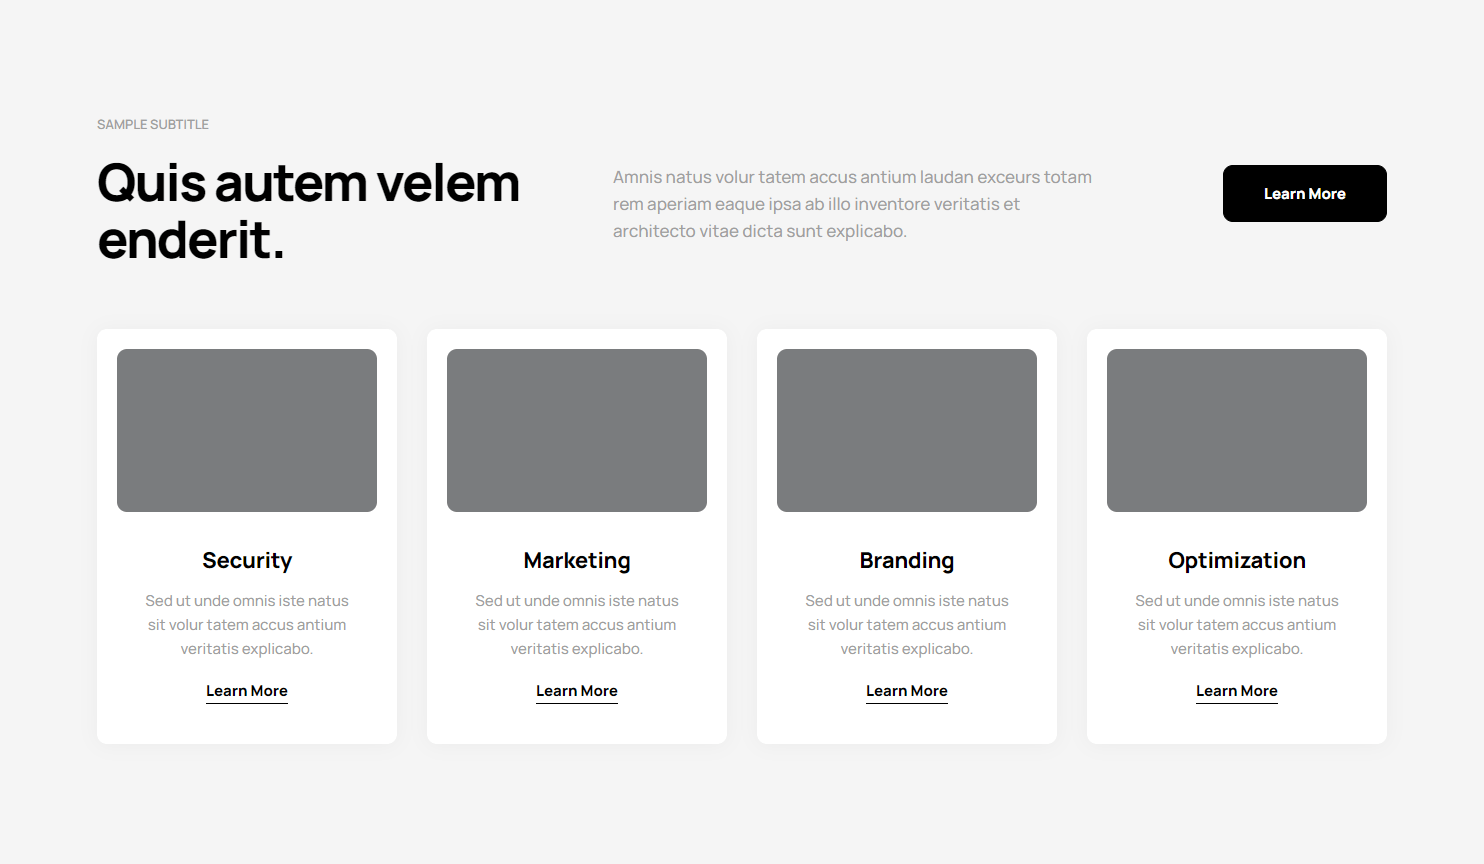 SAMPLE SUBTITLE
Quis autem velem
enderit.
Amnis natus volur tatem accus antium laudan exceurs totam
rem aperiam eaque ipsa ab illo inventore veritatis et
architecto vitae dicta sunt explicabo.
Learn More
Security
Sed ut unde omnis iste natus
sit volur tatem accus antium
veritatis explicabo.
Learn More
Marketing
Sed ut unde omnis iste natus
sit volur tatem accus antium
veritatis explicabo.
Learn More
Branding
Sed ut unde omnis iste natus
sit volur tatem accus antium
veritatis explicabo.
Learn More
Optimization
Sed ut unde omnis iste natus
sit volur tatem accus antium
veritatis explicabo.
Learn More